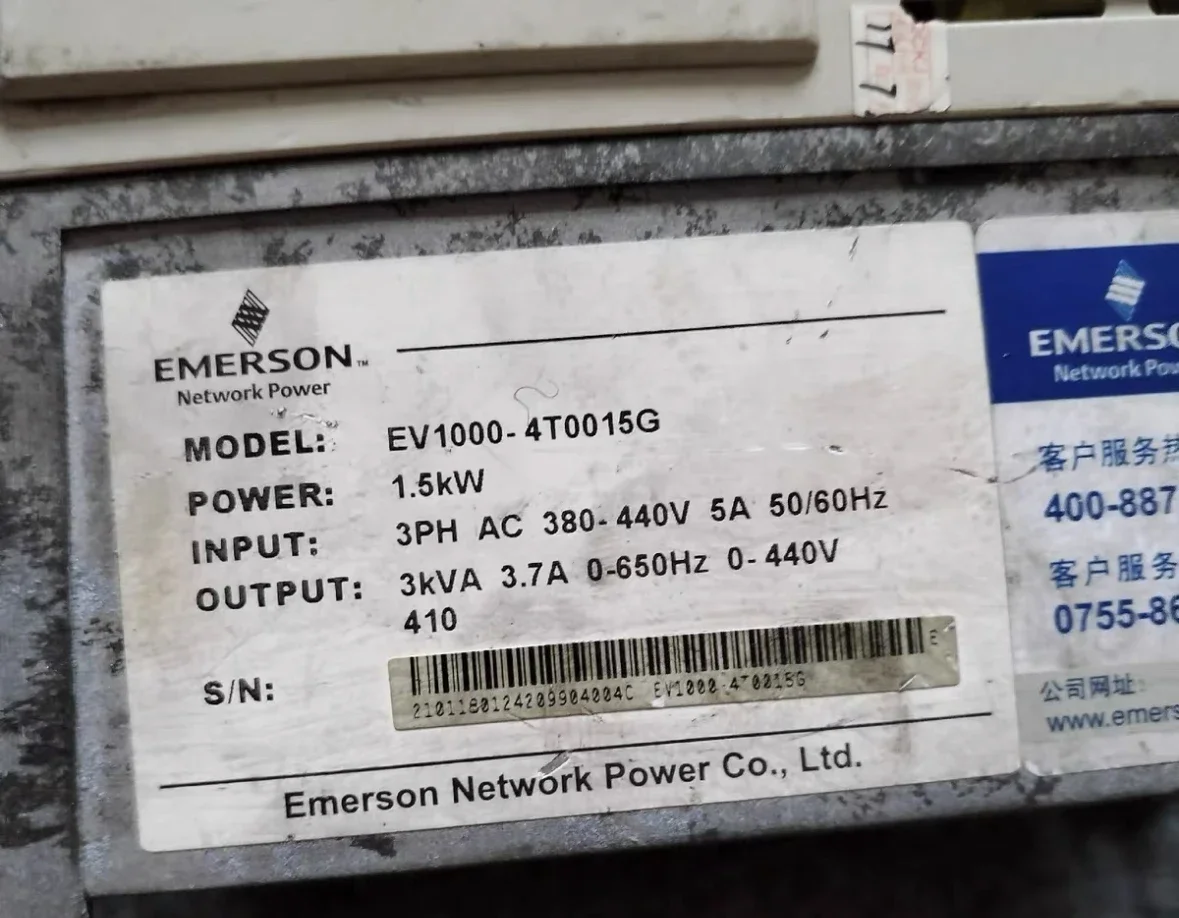 EMERSON™
Network Power
MODEL: EV1000-4T0015G
POWER: 1.5kW
INPUT: 3PH AC 380-440V 5A 50/60Hz
OUTPUT: 3kVA 3.7A 0-650Hz 0-440V
410
S/N:
E
2101180124209904004C EV1000-4T0015G
Emerson Network Power Co., Ltd.
EMERSO
Network Pow
客户服务热
400-887
客户服务
0755-86
公司网址:
www.emers